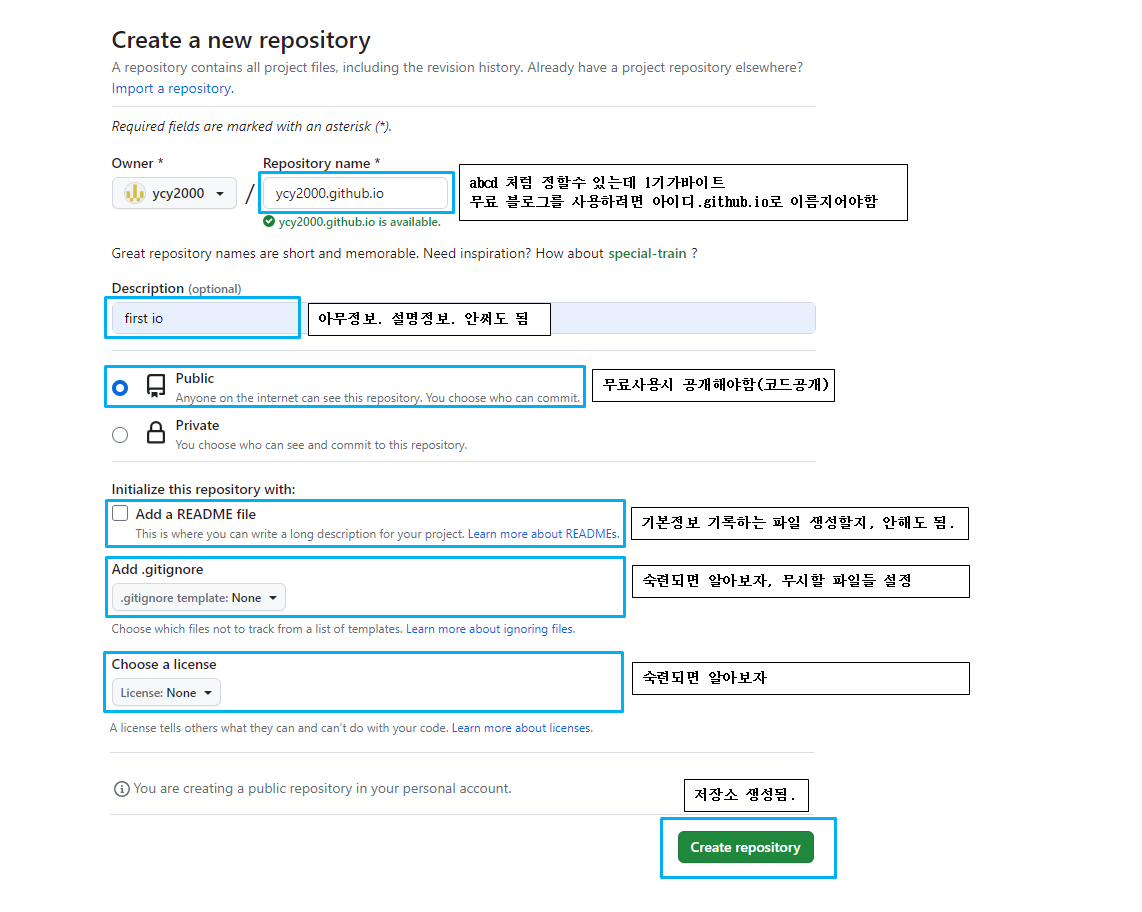 Create a new repository
A repository contains all project files, including the revision history. Already have a project repository elsewhere?
Import a repository.
Required fields are marked with an asterisk (*).
Owner *
Repository name *
ycy2000
/
ycy2000.github.io
abcd 처럼 정할수 있는데 1기가바이트
무료 블로그를 사용하려면 아이디.github.io로 이름지어야함
ycy2000.github.io is available.
Great repository names are short and memorable. Need inspiration? How about special-train ?
Description (optional)
first io
아무정보. 설명정보. 안써도 됨
Public
Anyone on the internet can see this repository. You choose who can commit.
무료사용시 공개해야함(코드공개)
Private
You choose who can see and commit to this repository.
Initialize this repository with:
Add a README file
This is where you can write a long description for your project. Learn more about READMEs.
기본정보 기록하는 파일 생성할지, 안해도 됨.
Add .gitignore
.gitignore template: None
숙련되면 알아보자, 무시할 파일들 설정
Choose which files not to track from a list of templates. Learn more about ignoring files.
Choose a license
License: None
숙련되면 알아보자
A license tells others what they can and can't do with your code. Learn more about licenses.
You are creating a public repository in your personal account.
저장소 생성됨.
Create repository